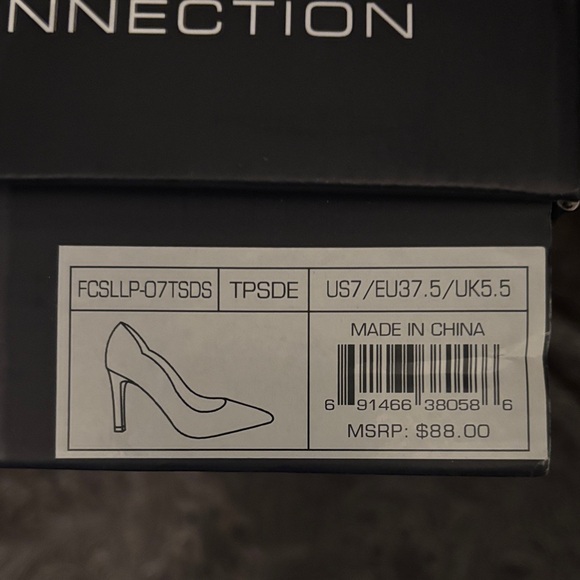 NNECTION
FCSLLP-07TSDS TPSDE US7/EU37.5/UK5.5
MADE IN CHINA
6 91466 38058 6
MSRP: $88.00